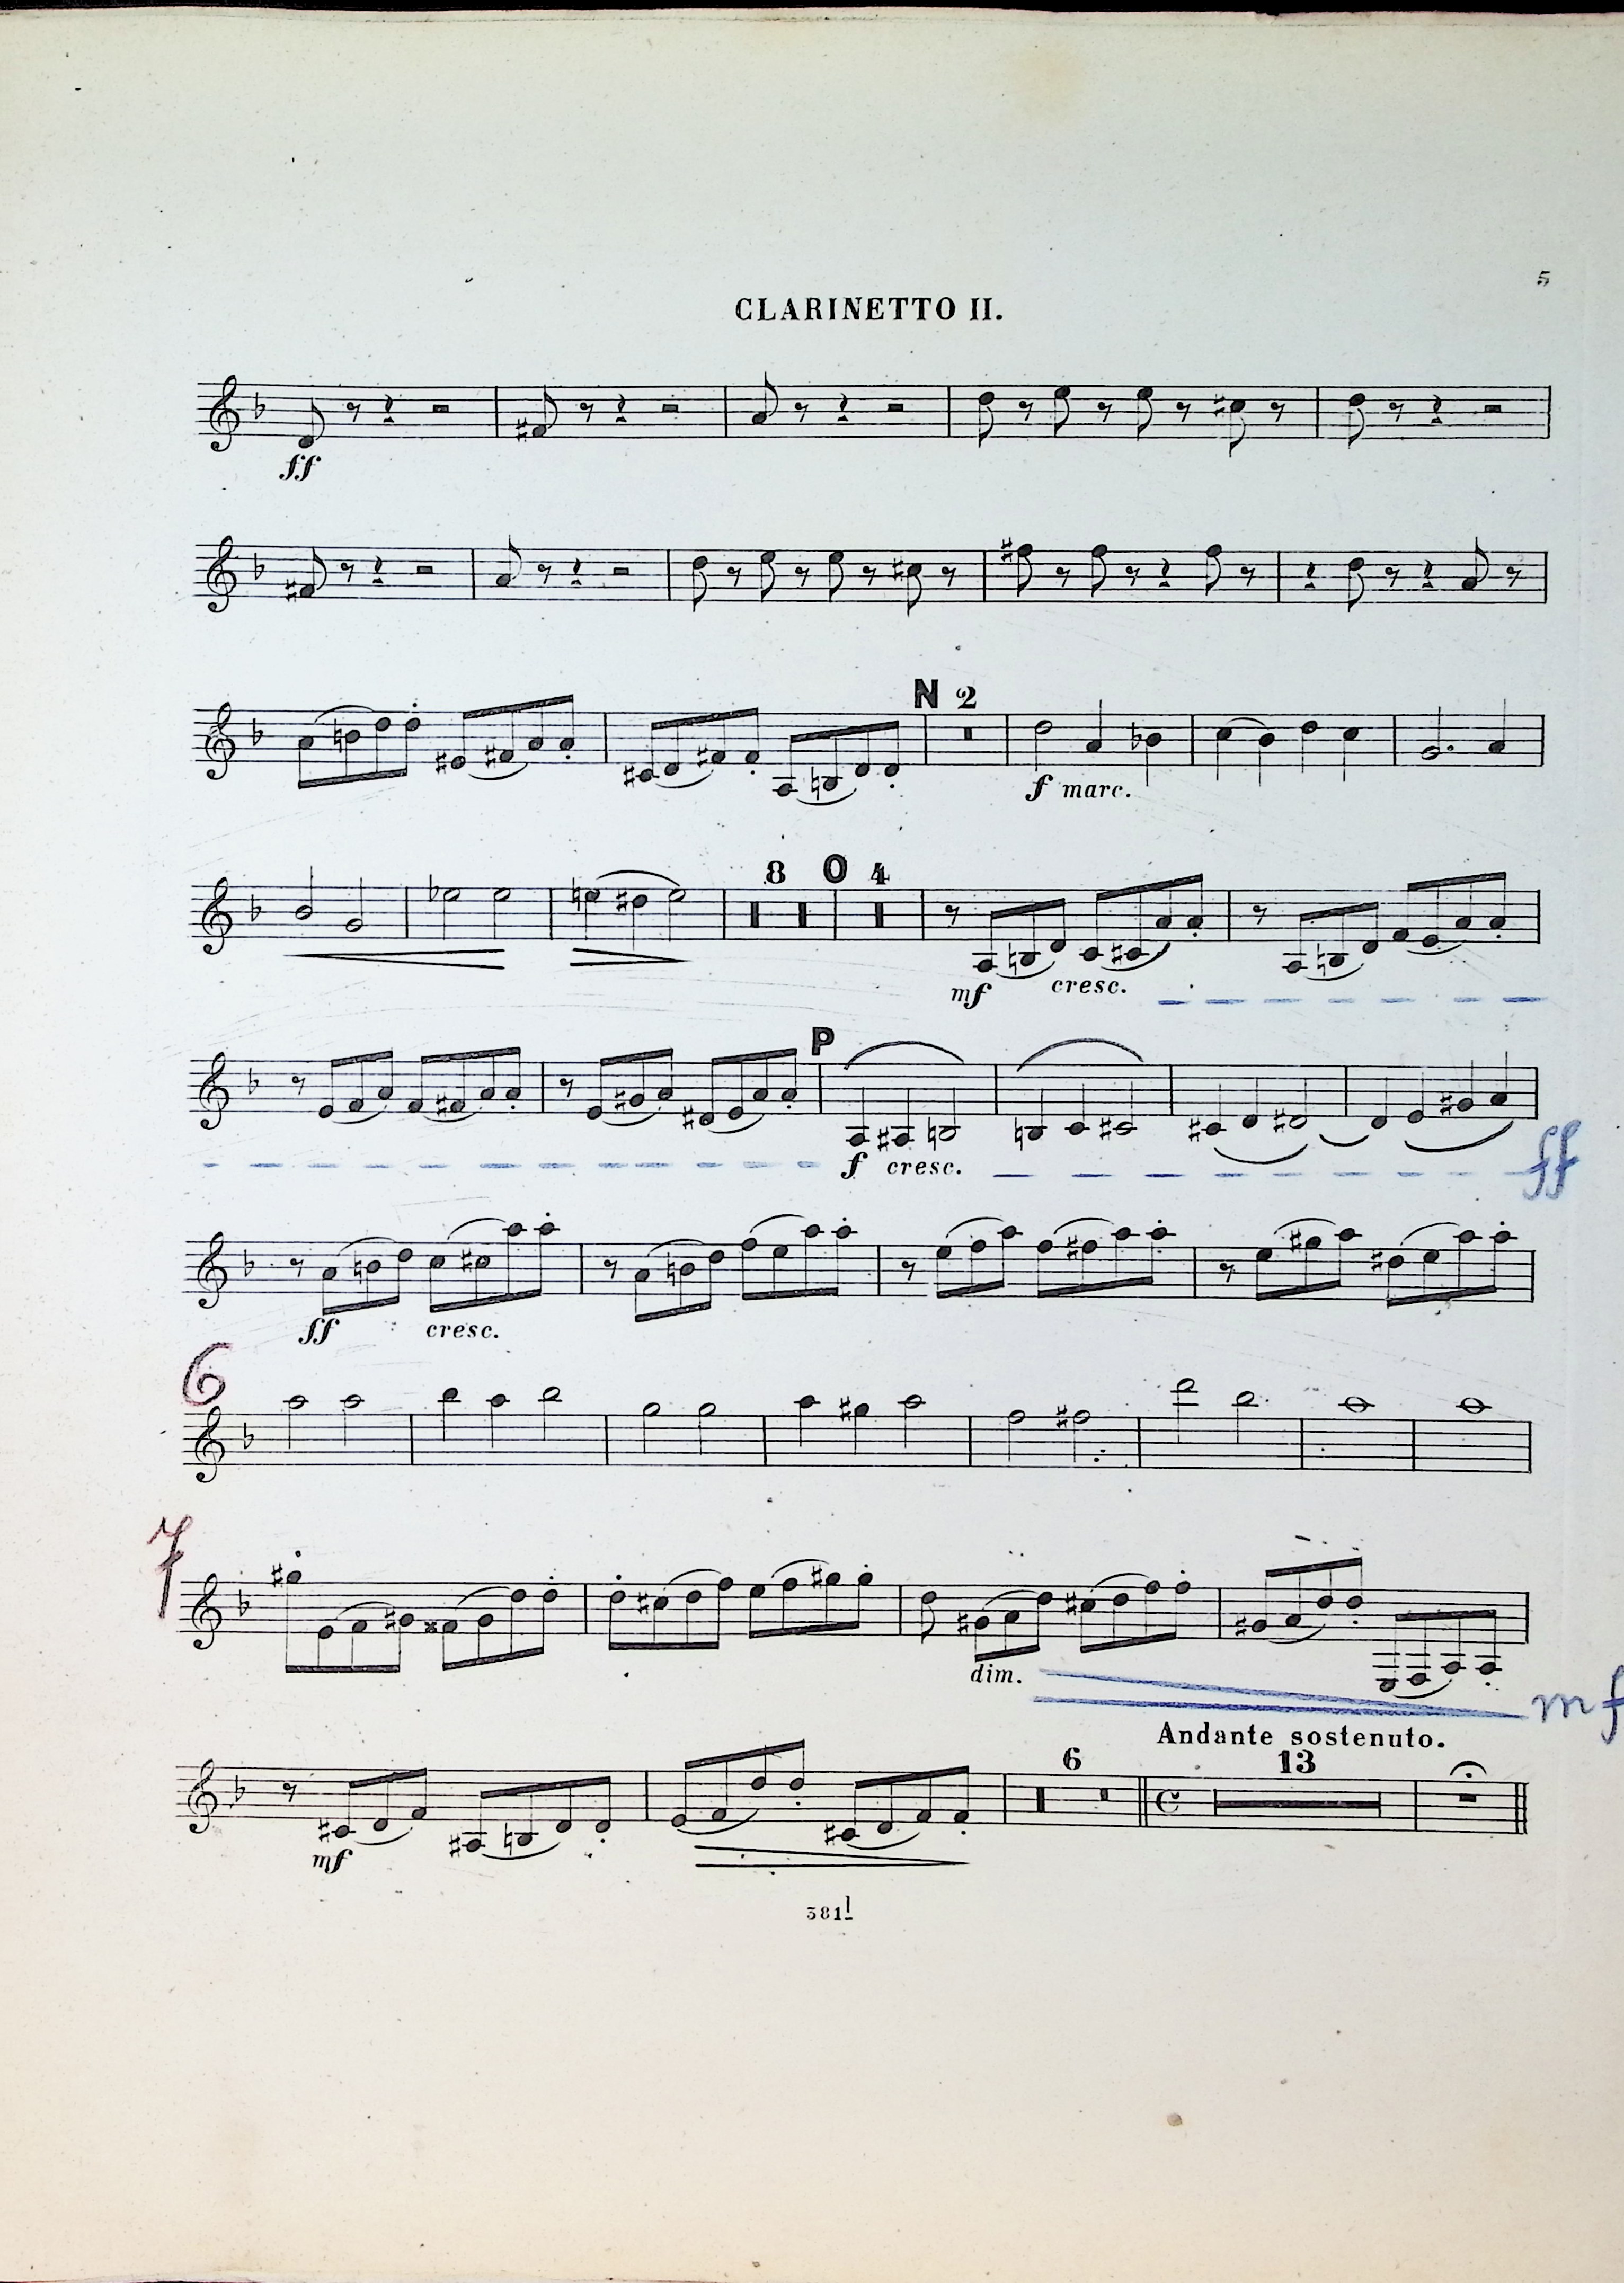 5
CLARINETTO II.
ff
N 2
f marc.
8 O 4
mf cresc.
P
f cresc.
ff
ff cresc.
6
7
dim.
mf
Andante sostenuto.
6 13
mf
381